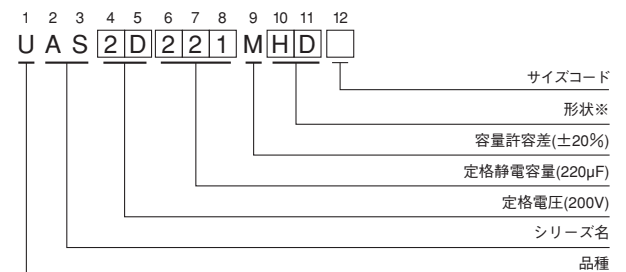 1 2 3 4 5 6 7 8 9 10 11 12
U A S 2 D 2 2 1 M H D
サイズコード
形状※
容量許容差(±20%)
定格静電容量(220µF)
定格電圧(200V)
シリーズ名
品種